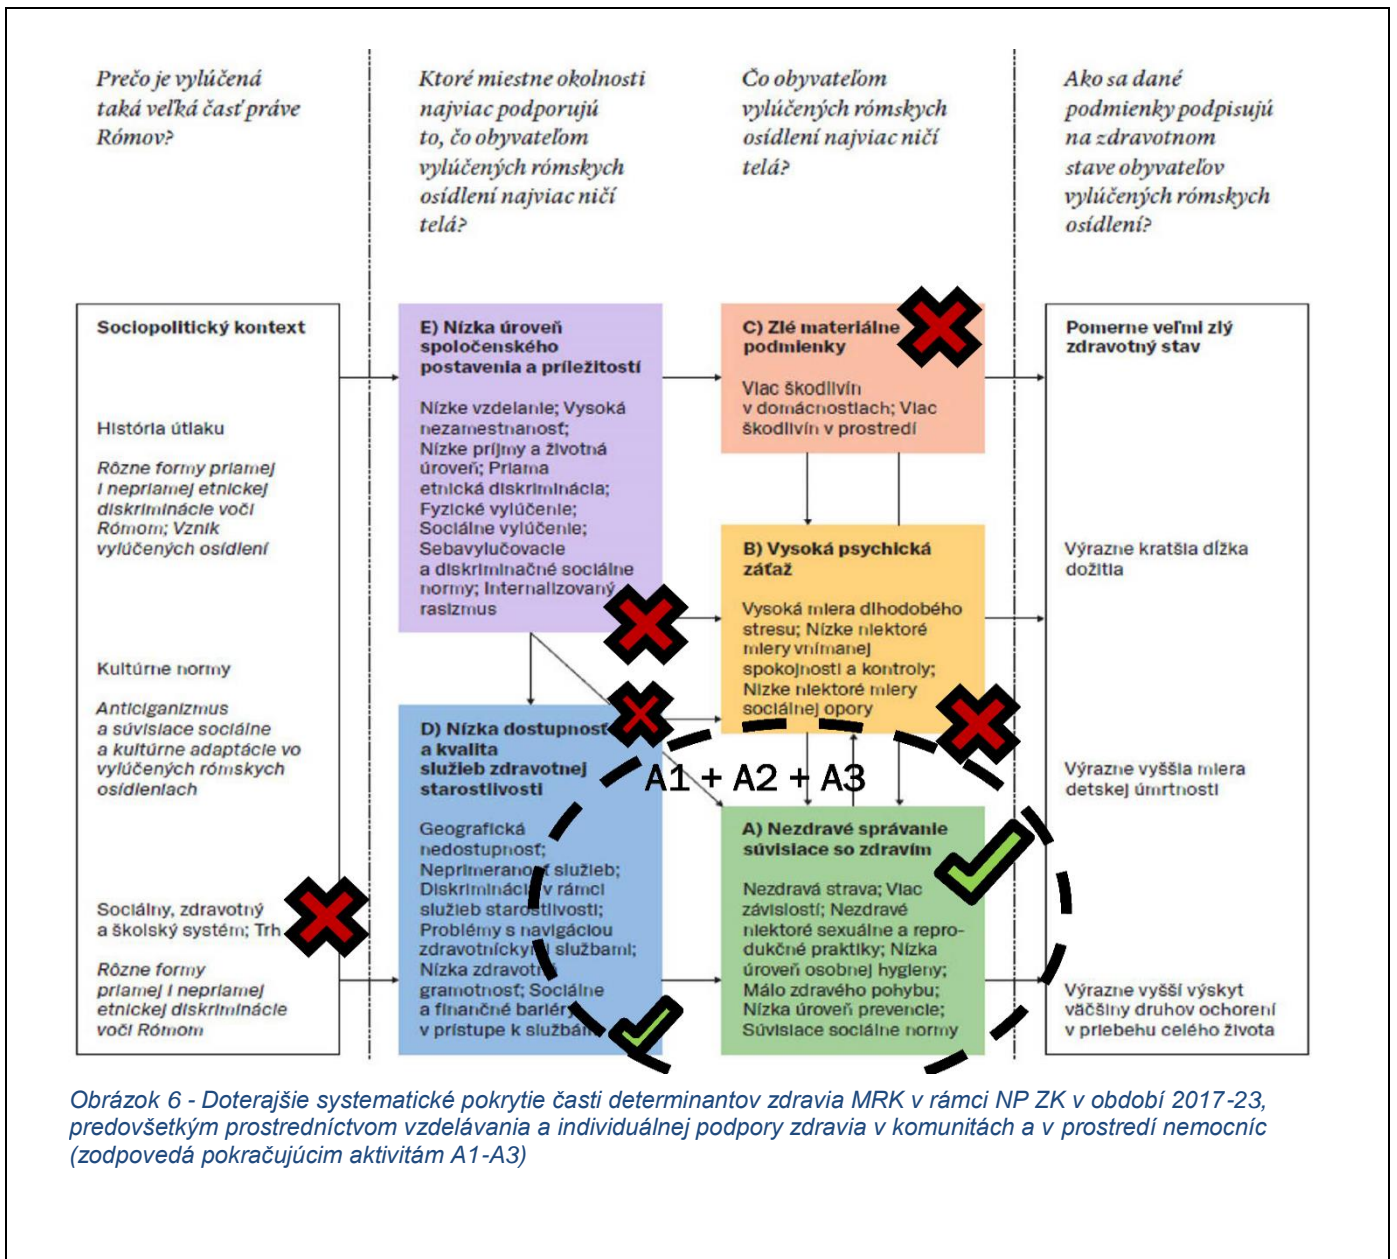 Prečo je vylúčená
taká veľká časť práve
Rómov?
Ktoré miestne okolnosti
najviac podporujú
to, čo obyvateľom
vylúčených rómskych
osídlení najviac ničí
telá?
Čo obyvateľom
vylúčených rómskych
osídlení najviac ničí
telá?
Ako sa dané
podmienky podpisujú
na zdravotnom
stave obyvateľov
vylúčených rómskych
osídlení?
Sociopolitický kontext
História útlaku
Rôzne formy priamej
i nepriamej etnickej
diskriminácie voči
Rómom; Vznik
vylúčených osídlení
Kultúrne normy
Anticiganizmus
a súvisiace sociálne
a kultúrne adaptácie vo
vylúčených rómskych
osídleniach
Sociálny, zdravotný
a školský systém; Trh
Rôzne formy
priamej i nepriamej
etnickej diskriminácie
voči Rómom
E) Nízka úroveň
spoločenského
postavenia a príležitostí
Nízke vzdelanie; Vysoká
nezamestnanosť;
Nízke príjmy a životná
úroveň; Priama
etnická diskriminácia;
Fyzické vylúčenie;
Sociálne vylúčenie;
Sebavylučovacie
a diskriminačné sociálne
normy; Internalizovaný
rasizmus
D) Nízka dostupnosť
a kvalita
služieb zdravotnej
starostlivosti
Geografická
nedostupnosť;
Neprimeranosť služieb;
Diskriminácia v rámci
služieb starostlivosti;
Problémy s navigáciou
zdravotníckymi službami;
Nízka zdravotná
gramotnosť; Sociálne
a finančné bariéry
v prístupe k službám
C) Zlé materiálne
podmienky
Viac škodlivín
v domácnostiach; Viac
škodlivín v prostredí
B) Vysoká psychická
záťaž
Vysoká miera dlhodobého
stresu; Nízke niektoré
miery vnímanej
spokojnosti a kontroly;
Nízke niektoré miery
sociálnej opory
A1 + A2 + A3
A) Nezdravé správanie
súvisiace so zdravím
Nezdravá strava; Viac
závislostí; Nezdravé
niektoré sexuálne a repro-
dukčné praktiky; Nízka
úroveň osobnej hygieny;
Málo zdravého pohybu;
Nízka úroveň prevencie;
Súvisiace sociálne normy
Pomerne veľmi zlý
zdravotný stav
Výrazne kratšia dĺžka
dožitia
Výrazne vyššia miera
detskej úmrtnosti
Výrazne vyšší výskyt
väčšiny druhov ochorení
v priebehu celého života
Obrázok 6 - Doterajšie systematické pokrytie časti determinantov zdravia MRK v rámci NP ZK v období 2017-23,
predovšetkým prostredníctvom vzdelávania a individuálnej podpory zdravia v komunitách a v prostredí nemocníc
(zodpovedá pokračujúcim aktivitám A1-A3)